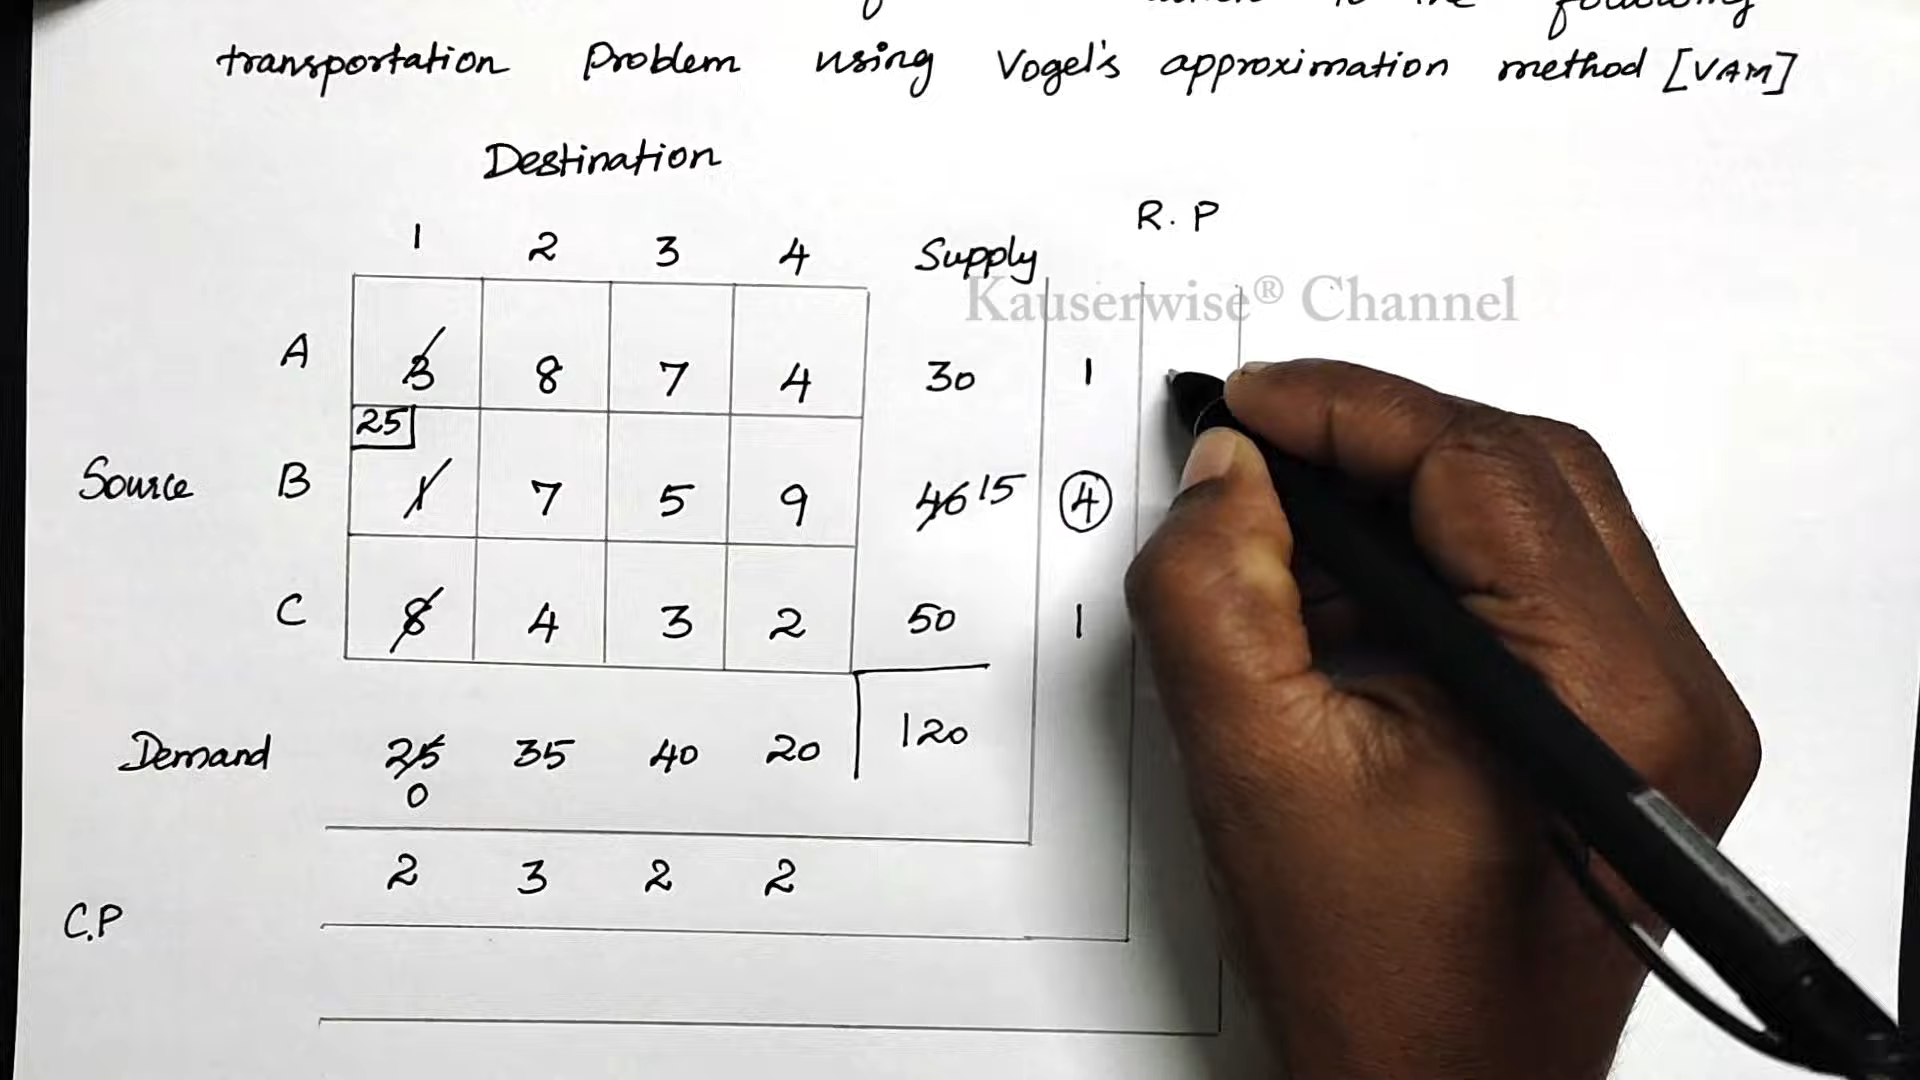 the following
transportation Problem using Vogel's approximation method [VAM]
Destination
R.P
1 2 3 4 Supply
Kauserwise® Channel
A 3 8 7 4 30 1
25
Source B 1 7 5 9 40 15 4
C 8 4 3 2 50 1
Demand 25 35 40 20 120
0
2 3 2 2
C.P